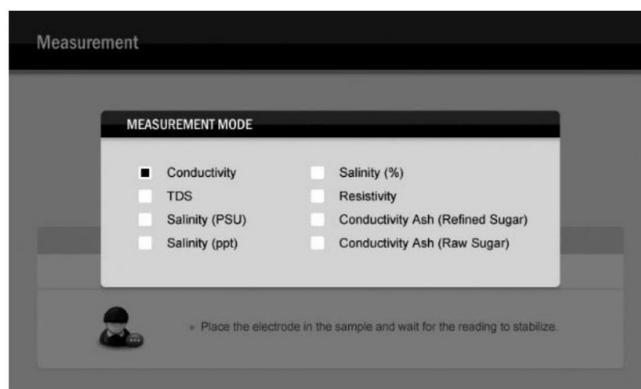 Measurement
MEASUREMENT MODE
Conductivity
TDS
Salinity (PSU)
Salinity (ppt)
Salinity (%)
Resistivity
Conductivity Ash (Refined Sugar)
Conductivity Ash (Raw Sugar)
Place the electrode in the sample and wait for the reading to stabilize.